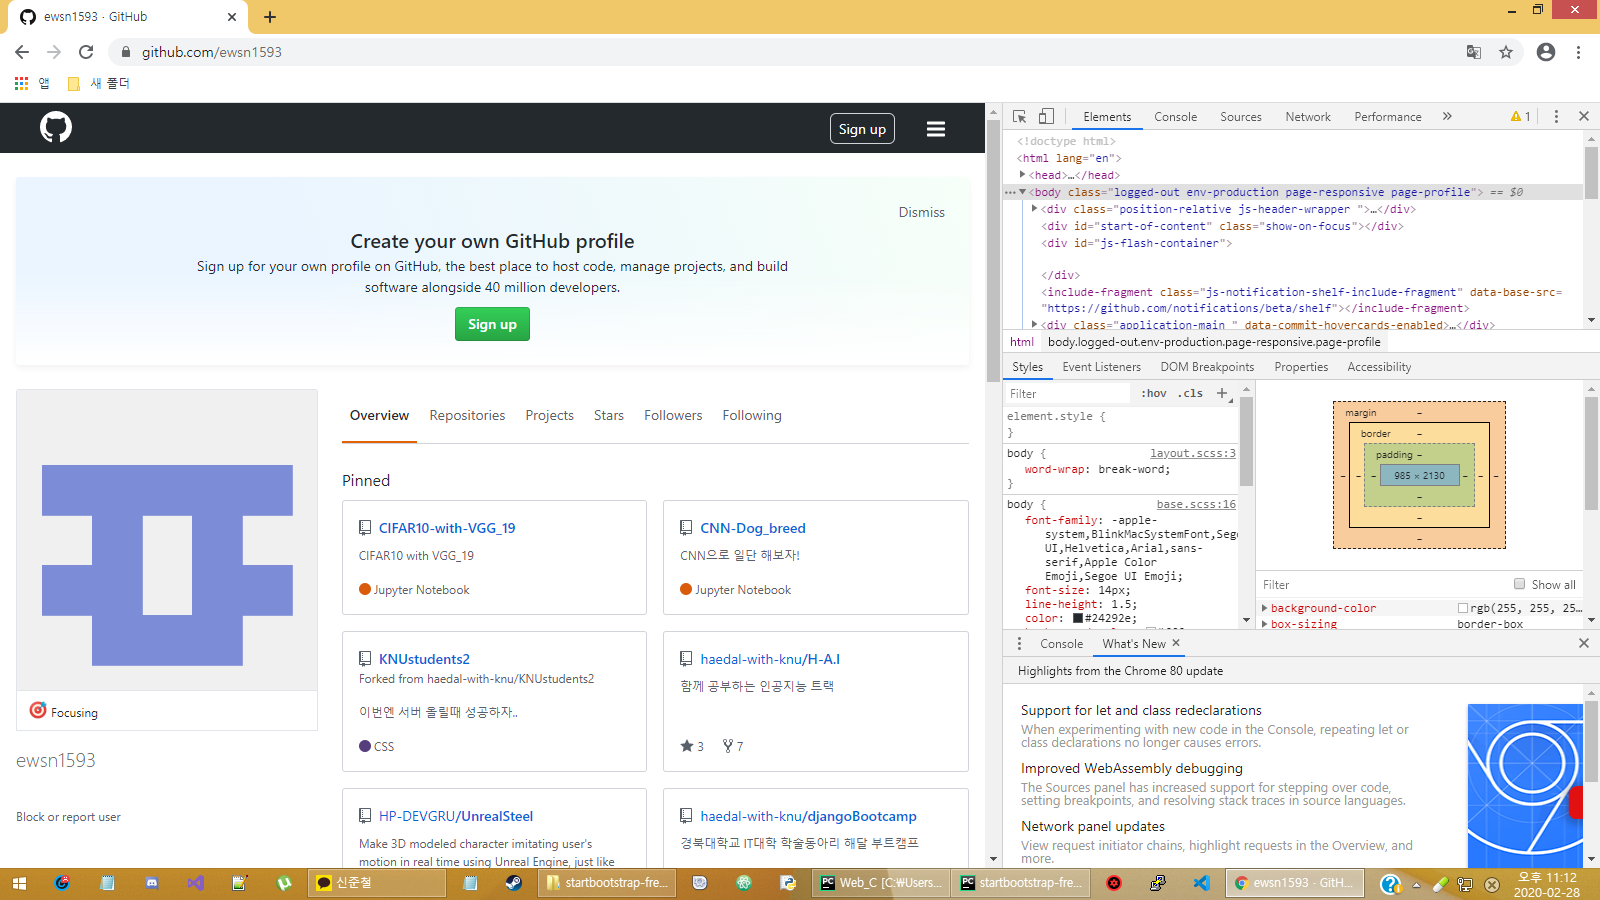 ewsn1593 · GitHub
github.com/ewsn1593
앱
새 폴더
Sign up
Dismiss
Create your own GitHub profile
Sign up for your own profile on GitHub, the best place to host code, manage projects, and build
software alongside 40 million developers.
Sign up
Overview
Repositories
Projects
Stars
Followers
Following
Pinned
CIFAR10-with-VGG_19
CIFAR10 with VGG_19
Jupyter Notebook
CNN-Dog_breed
CNN으로 일단 해보자!
Jupyter Notebook
KNUstudents2
Forked from haedal-with-knu/KNUstudents2
이번엔 서버 올릴때 성공하자..
CSS
haedal-with-knu/H-A.I
함께 공부하는 인공지능 트랙
3
7
HP-DEVGRU/UnrealSteel
Make 3D modeled character imitating user's
motion in real time using Unreal Engine, just like
haedal-with-knu/djangoBootcamp
경북대학교 IT대학 학술동아리 해달 부트캠프
Focusing
ewsn1593
Block or report user
Elements
Console
Sources
Network
Performance
»
1
<!doctype html>
<html lang="en">
<head>…</head>
<body class="logged-out env-production page-responsive page-profile"> == $0
<div class="position-relative js-header-wrapper ">…</div>
<div id="start-of-content" class="show-on-focus"></div>
<div id="js-flash-container">
</div>
<include-fragment class="js-notification-shelf-include-fragment" data-base-src=
"https://github.com/notifications/beta/shelf"></include-fragment>
<div class="application-main " data-commit-hovercards-enabled>…</div>
html
body.logged-out.env-production.page-responsive.page-profile
Styles
Event Listeners
DOM Breakpoints
Properties
Accessibility
Filter
:hov
.cls
element.style {
}
body {
layout.scss:3
word-wrap: break-word;
}
body {
base.scss:16
font-family: -apple-
system,BlinkMacSystemFont,Sego
UI,Helvetica,Arial,sans-
serif,Apple Color
Emoji,Segoe UI Emoji;
font-size: 14px;
line-height: 1.5;
color: #24292e;
margin –
border –
padding –
985 × 2130
Filter
Show all
background-color
rgb(255, 255, 25…
box-sizing
border-box
Console
What's New
Highlights from the Chrome 80 update
Support for let and class redeclarations
When experimenting with new code in the Console, repeating let or
class declarations no longer causes errors.
Improved WebAssembly debugging
The Sources panel has increased support for stepping over code,
setting breakpoints, and resolving stack traces in source languages.
Network panel updates
View request initiator chains, highlight requests in the Overview, and
more.
신준철
startbootstrap-fre...
Web_C [C:₩Users...
startbootstrap-fre...
ewsn1593 · GitH...
오후 11:12
2020-02-28